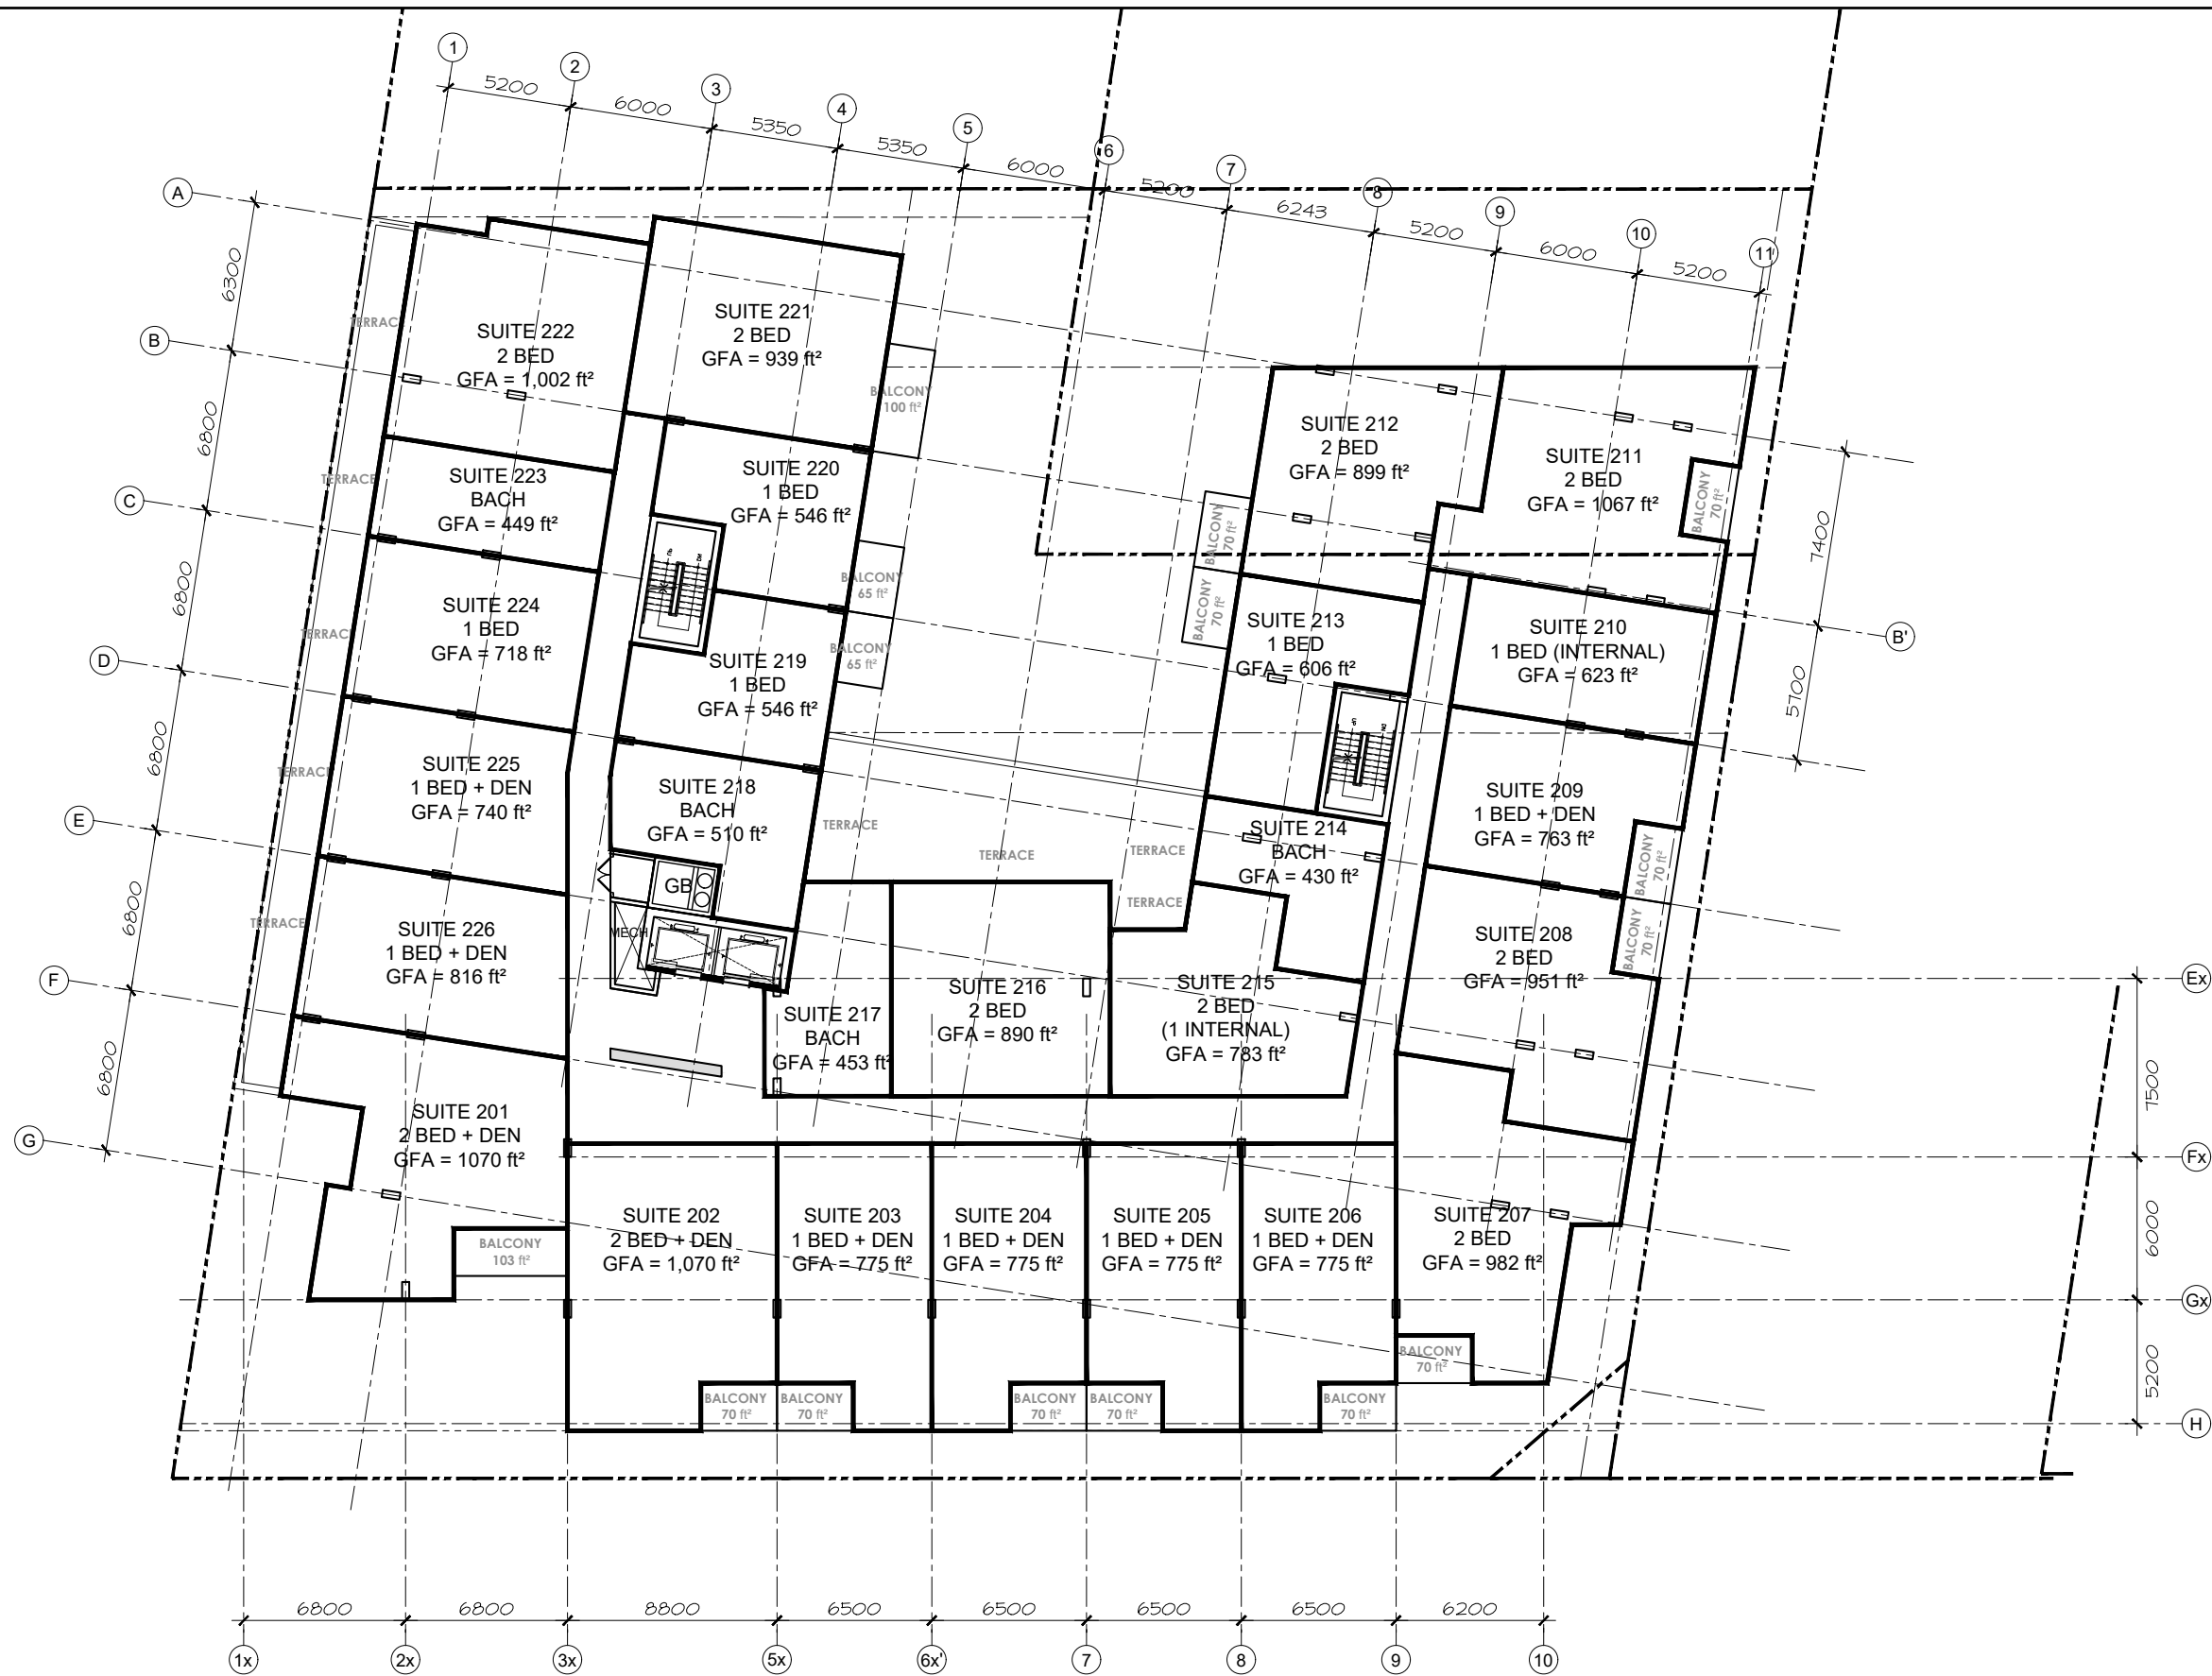 1
2
3
4
5
6
7
8
9
10
11
5200
6000
5350
5350
6000
5200
6243
5200
6000
5200
A
B
C
D
E
F
G
6300
6800
6800
6800
6800
6800
SUITE 222
2 BED
GFA = 1,002 ft²
SUITE 221
2 BED
GFA = 939 ft²
BALCONY
100 ft²
SUITE 223
BACH
GFA = 449 ft²
SUITE 220
1 BED
GFA = 546 ft²
BALCONY
65 ft²
SUITE 224
1 BED
GFA = 718 ft²
SUITE 219
1 BED
GFA = 546 ft²
BALCONY
65 ft²
SUITE 225
1 BED + DEN
GFA = 740 ft²
SUITE 218
BACH
GFA = 510 ft²
GB
MECH
SUITE 226
1 BED + DEN
GFA = 816 ft²
TERRAC
TERRACE
TERRACE
TERRACE
TERRACE
SUITE 212
2 BED
GFA = 899 ft²
SUITE 211
2 BED
GFA = 1067 ft²
BALCONY
70 ft²
BALCONY
70 ft²
BALCONY
70 ft²
SUITE 213
1 BED
GFA = 606 ft²
SUITE 210
1 BED (INTERNAL)
GFA = 623 ft²
SUITE 209
1 BED + DEN
GFA = 763 ft²
BALCONY
70 ft²
SUITE 214
BACH
GFA = 430 ft²
TERRACE
TERRACE
TERRACE
TERRACE
SUITE 208
2 BED
GFA = 951 ft²
BALCONY
70 ft²
SUITE 217
BACH
GFA = 453 ft²
SUITE 216
2 BED
GFA = 890 ft²
SUITE 215
2 BED
(1 INTERNAL)
GFA = 783 ft²
SUITE 201
2 BED + DEN
GFA = 1070 ft²
BALCONY
103 ft²
SUITE 202
2 BED + DEN
GFA = 1,070 ft²
SUITE 203
1 BED + DEN
GFA = 775 ft²
SUITE 204
1 BED + DEN
GFA = 775 ft²
SUITE 205
1 BED + DEN
GFA = 775 ft²
SUITE 206
1 BED + DEN
GFA = 775 ft²
SUITE 207
2 BED
GFA = 982 ft²
BALCONY
70 ft²
BALCONY
70 ft²
BALCONY
70 ft²
BALCONY
70 ft²
BALCONY
70 ft²
BALCONY
70 ft²
7400
B'
5700
Ex
7500
Fx
6000
Gx
5200
H
6800
6800
8800
6500
6500
6500
6500
6200
1x
2x
3x
5x
6x'
7
8
9
10